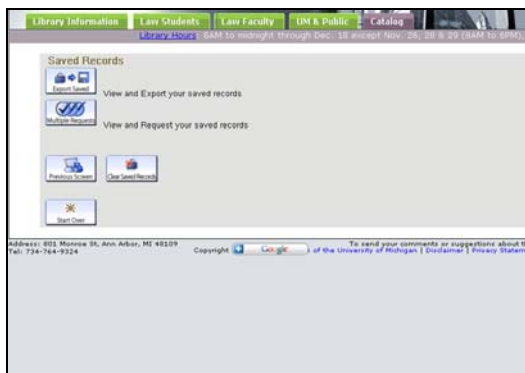 Library Information Law Students Law Faculty UM & Public Catalog
Library Hours: 8AM to midnight through Dec. 18 except Nov. 26, 28 & 29 (8AM to 6PM),
Saved Records
Export Saved
View and Export your saved records
Multiple Requests
View and Request your saved records
Previous Screen Clear Saved Records
Start Over
Address: 801 Monroe St, Ann Arbor, MI 48109 To send your comments or suggestions about t
Tel: 734-764-9324 Copyright Google of the University of Michigan | Disclaimer | Privacy Statem